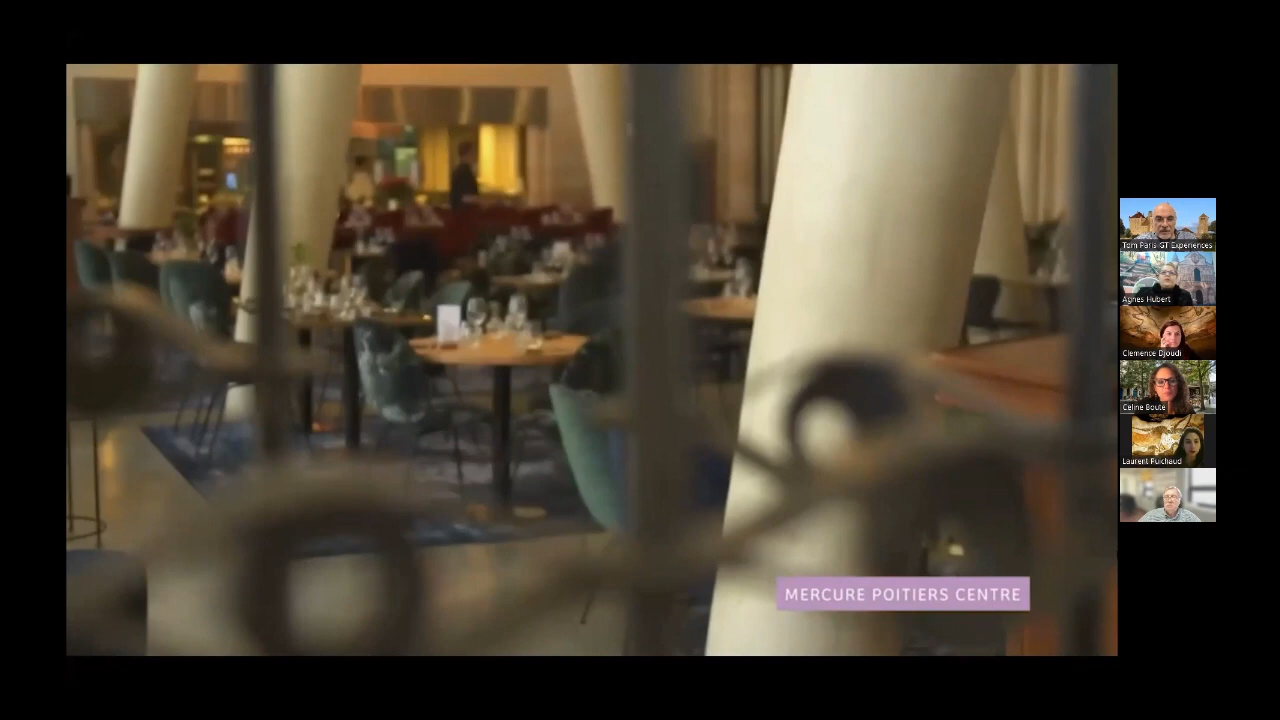 MERCURE POITIERS CENTRE
Tom Paris GT Experiences
Agnes Hubert
Clemence Djoudi
Celine Boute
Laurent Puichaud